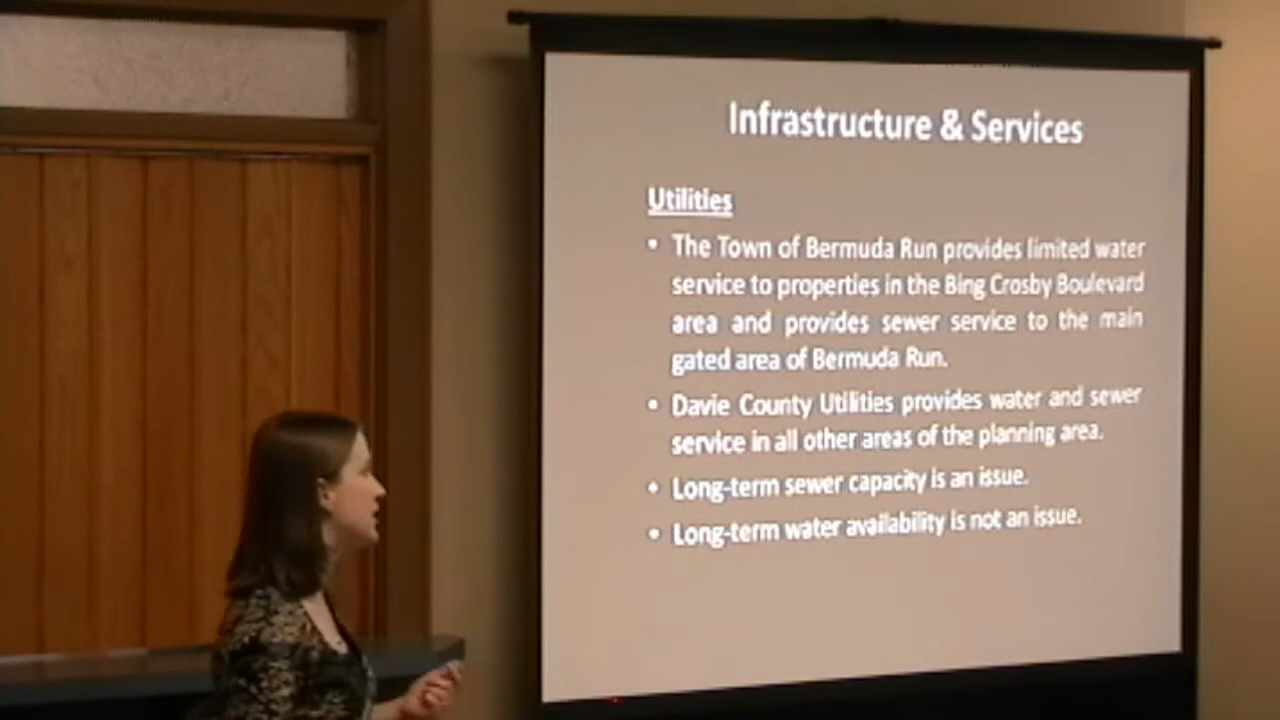 Infrastructure & Services
Utilities
• The Town of Bermuda Run provides limited water
service to properties in the Bing Crosby Boulevard
area and provides sewer service to the main
gated area of Bermuda Run.
• Davie County Utilities provides water and sewer
service in all other areas of the planning area.
• Long-term sewer capacity is an issue.
• Long-term water availability is not an issue.